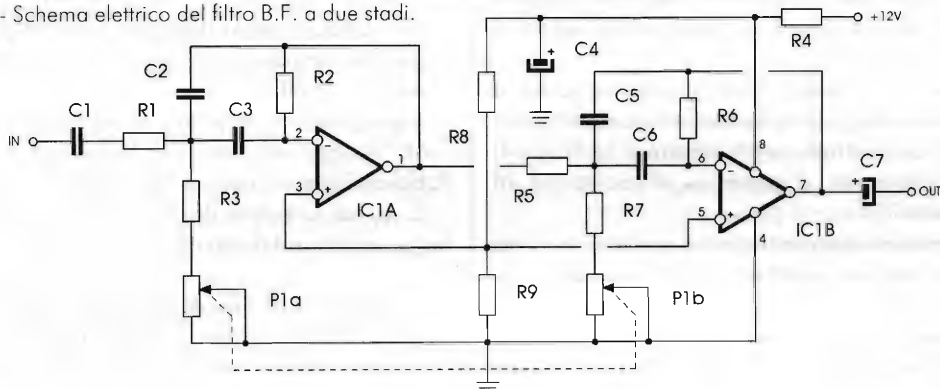 - Schema elettrico del filtro B.F. a due stadi.
+12V
R4
C4
C2
R2
C5
R6
C1
R1
C3
R8
C6
8
C7
IN
2
-
1
6
-
7
+
OUT
3
+
R5
R3
R7
5
+
IC1A
IC1B
4
P1a
R9
P1b
+